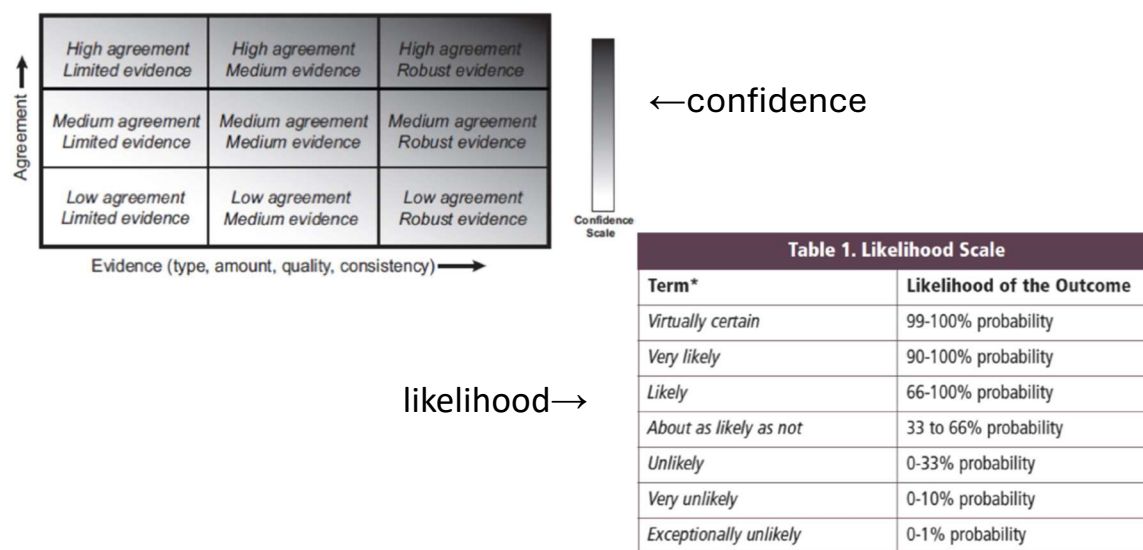 Agreement
High agreement
Limited evidence
High agreement
Medium evidence
High agreement
Robust evidence
Medium agreement
Limited evidence
Medium agreement
Medium evidence
Medium agreement
Robust evidence
Low agreement
Limited evidence
Low agreement
Medium evidence
Low agreement
Robust evidence
Evidence (type, amount, quality, consistency)
Confidence
Scale
←confidence
likelihood→
Table 1. Likelihood Scale
Term* Likelihood of the Outcome
Virtually certain 99-100% probability
Very likely 90-100% probability
Likely 66-100% probability
About as likely as not 33 to 66% probability
Unlikely 0-33% probability
Very unlikely 0-10% probability
Exceptionally unlikely 0-1% probability